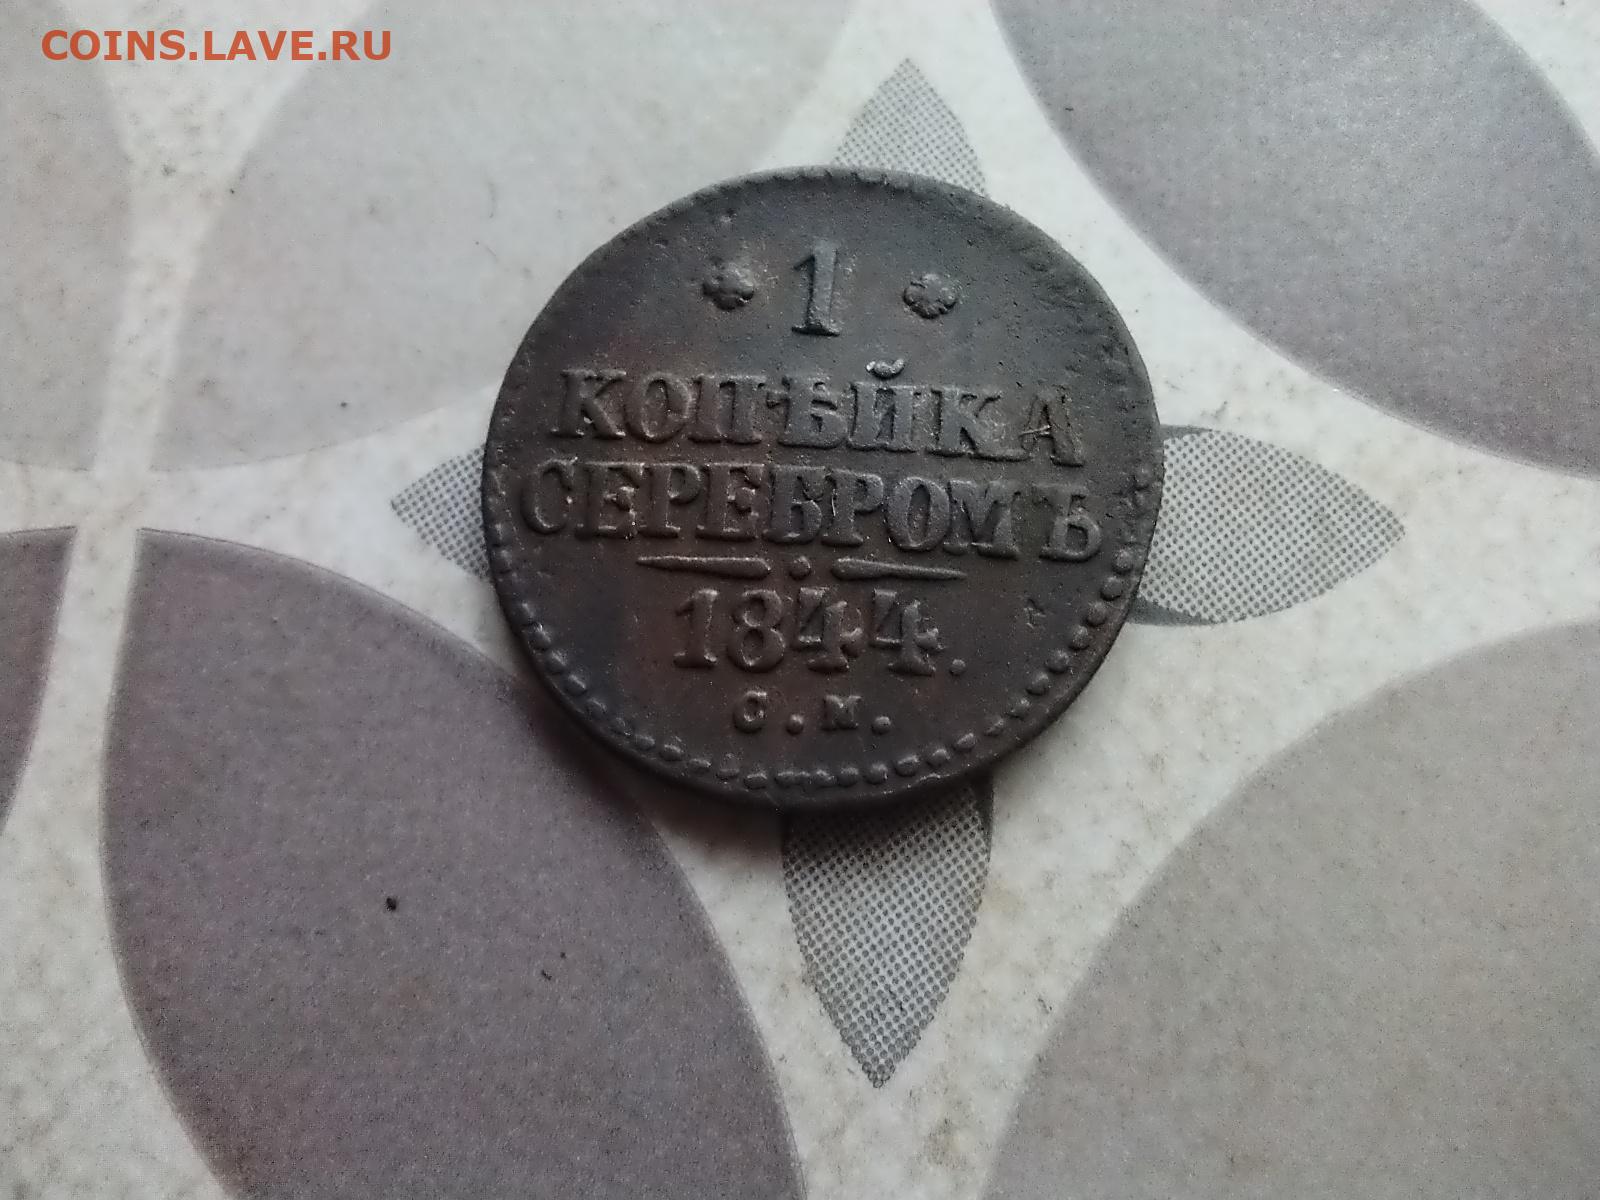 COINS.LAVE.RU
1
КОПѢЙКА
СЕРЕБРОМЪ
1844.
С.М.